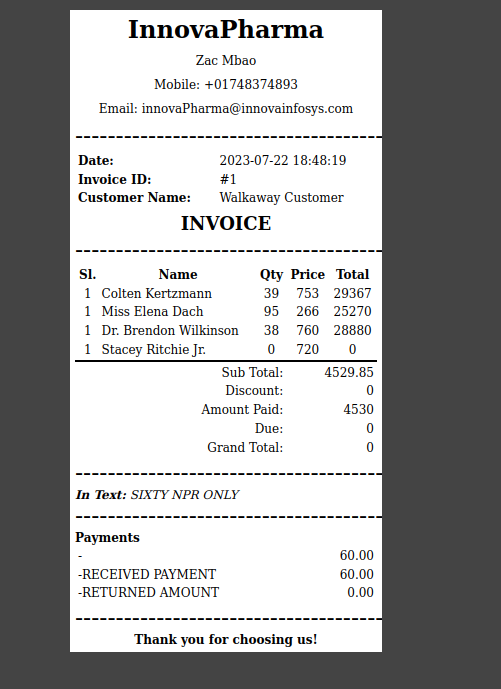 InnovaPharma
Zac Mbao
Mobile: +01748374893
Email: innovaPharma@innovainfosys.com
Date: 2023-07-22 18:48:19
Invoice ID: #1
Customer Name: Walkaway Customer
INVOICE
Sl. Name Qty Price Total
1 Colten Kertzmann 39 753 29367
1 Miss Elena Dach 95 266 25270
1 Dr. Brendon Wilkinson 38 760 28880
1 Stacey Ritchie Jr. 0 720 0
Sub Total: 4529.85
Discount: 0
Amount Paid: 4530
Due: 0
Grand Total: 0
In Text: SIXTY NPR ONLY
Payments
- 60.00
-RECEIVED PAYMENT 60.00
-RETURNED AMOUNT 0.00
Thank you for choosing us!